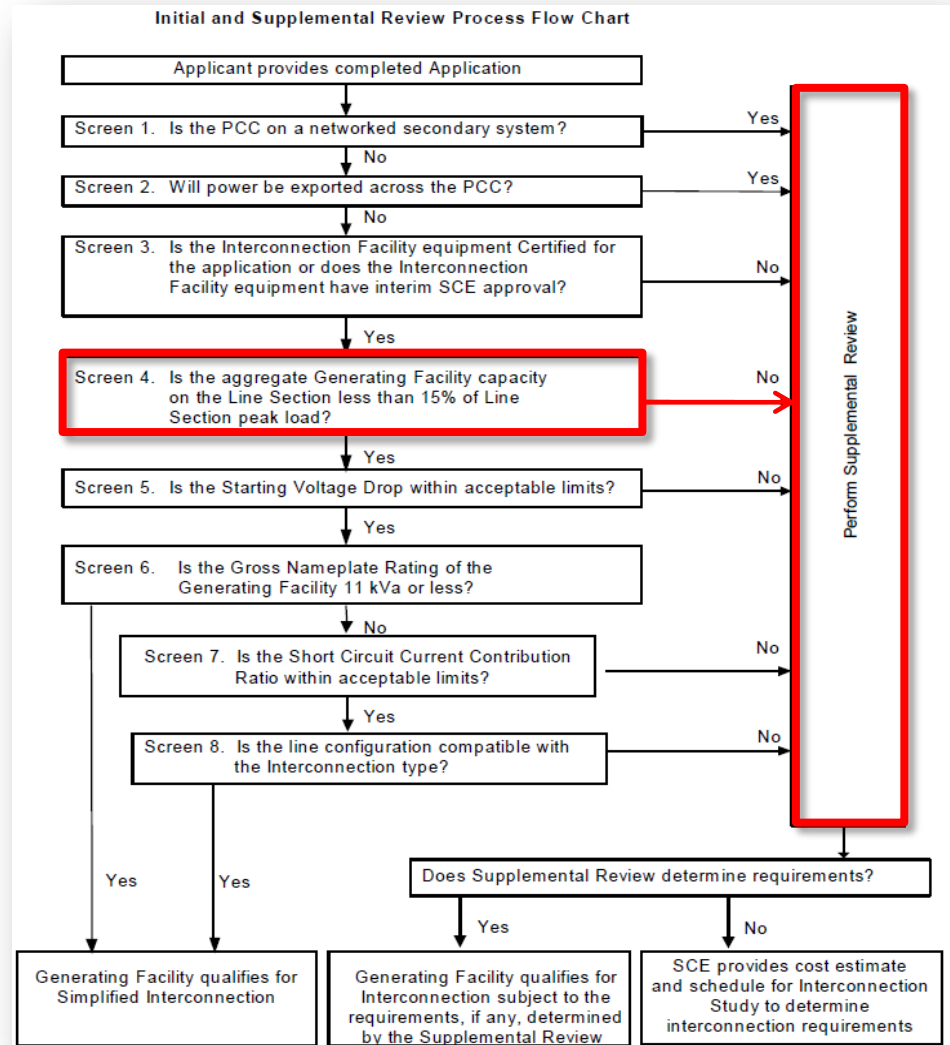 Initial and Supplemental Review Process Flow Chart
Applicant provides completed Application
Screen 1. Is the PCC on a networked secondary system?
Yes
No
Screen 2. Will power be exported across the PCC?
Yes
No
Screen 3. Is the Interconnection Facility equipment Certified for
the application or does the Interconnection
Facility equipment have interim SCE approval?
No
Yes
Screen 4. Is the aggregate Generating Facility capacity
on the Line Section less than 15% of Line
Section peak load?
No
Yes
Screen 5. Is the Starting Voltage Drop within acceptable limits?
No
Yes
Screen 6. Is the Gross Nameplate Rating of the
Generating Facility 11 kVa or less?
No
Screen 7. Is the Short Circuit Current Contribution
Ratio within acceptable limits?
No
Yes
Screen 8. Is the line configuration compatible with
the Interconnection type?
No
Perform Supplemental Review
Yes
Yes
Does Supplemental Review determine requirements?
Yes
No
Generating Facility qualifies for
Simplified Interconnection
Generating Facility qualifies for
Interconnection subject to the
requirements, if any, determined
by the Supplemental Review
SCE provides cost estimate
and schedule for Interconnection
Study to determine
interconnection requirements